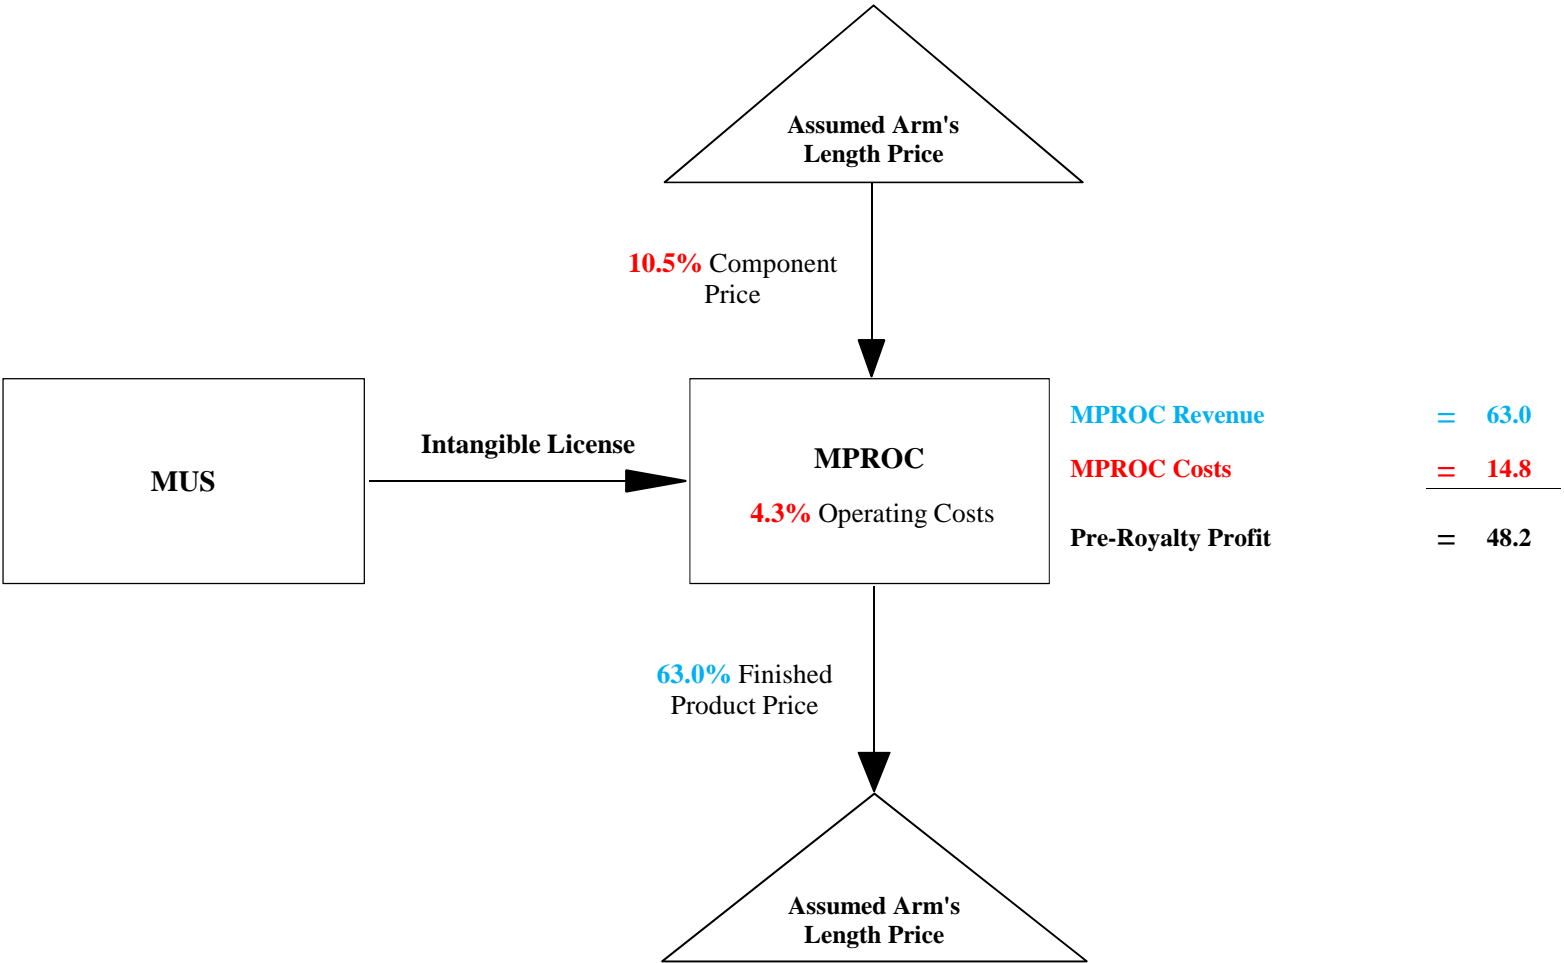 Assumed Arm's
Length Price
10.5% Component
Price
MUS
Intangible License
MPROC
4.3% Operating Costs
MPROC Revenue = 63.0
MPROC Costs = 14.8
Pre-Royalty Profit = 48.2
63.0% Finished
Product Price
Assumed Arm's
Length Price